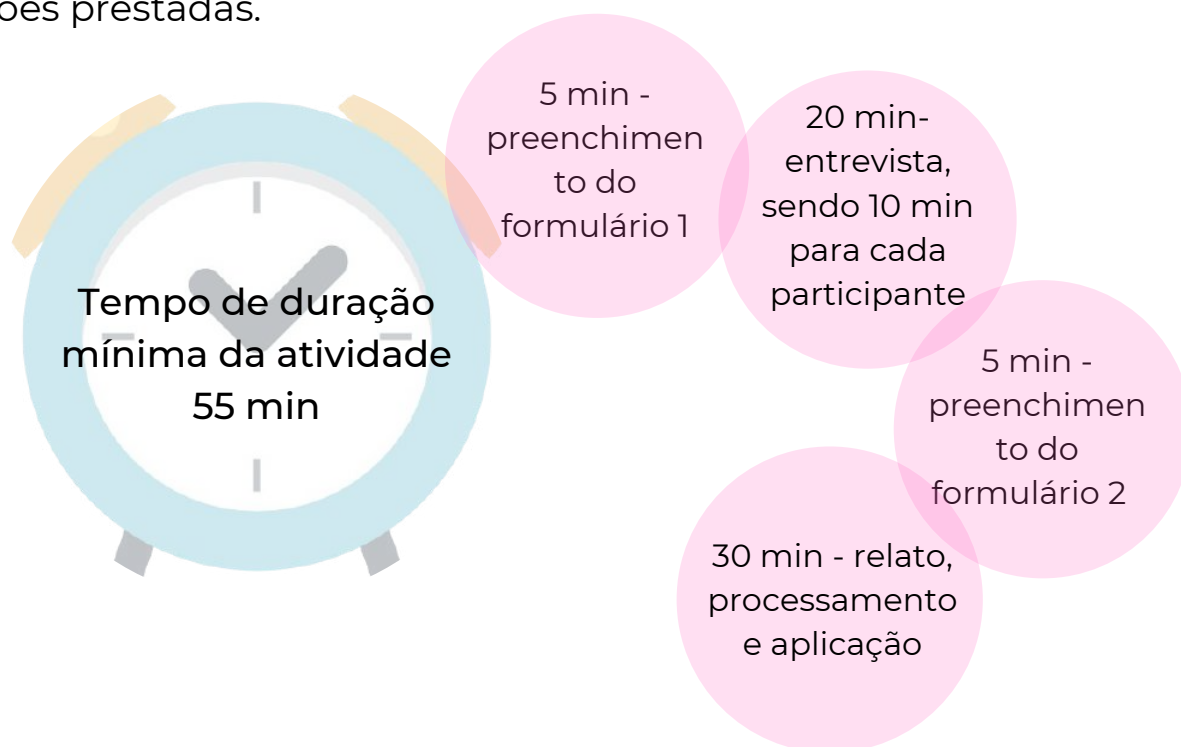 ões prestadas.
5 min -
preenchimen
to do
formulário 1
20 min-
entrevista,
sendo 10 min
para cada
participante
Tempo de duração
mínima da atividade
55 min
5 min -
preenchimen
to do
formulário 2
30 min - relato,
processamento
e aplicação